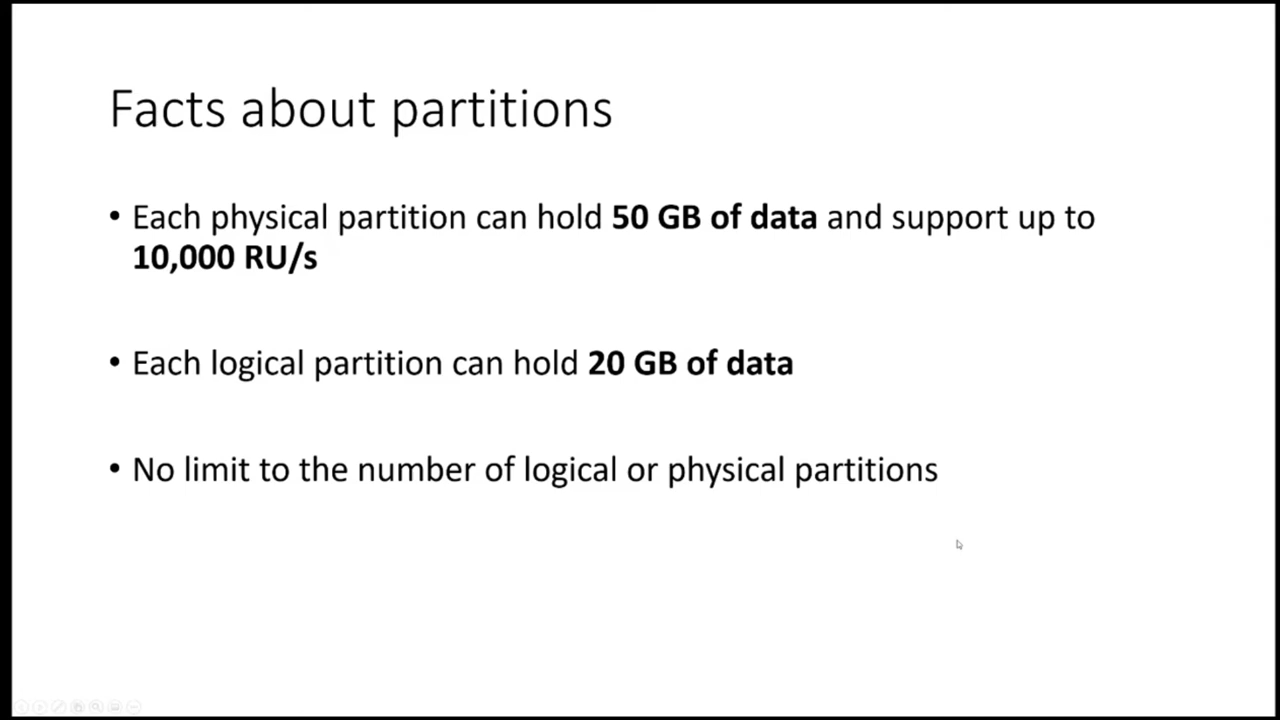 Facts about partitions
• Each physical partition can hold 50 GB of data and support up to
10,000 RU/s
• Each logical partition can hold 20 GB of data
• No limit to the number of logical or physical partitions